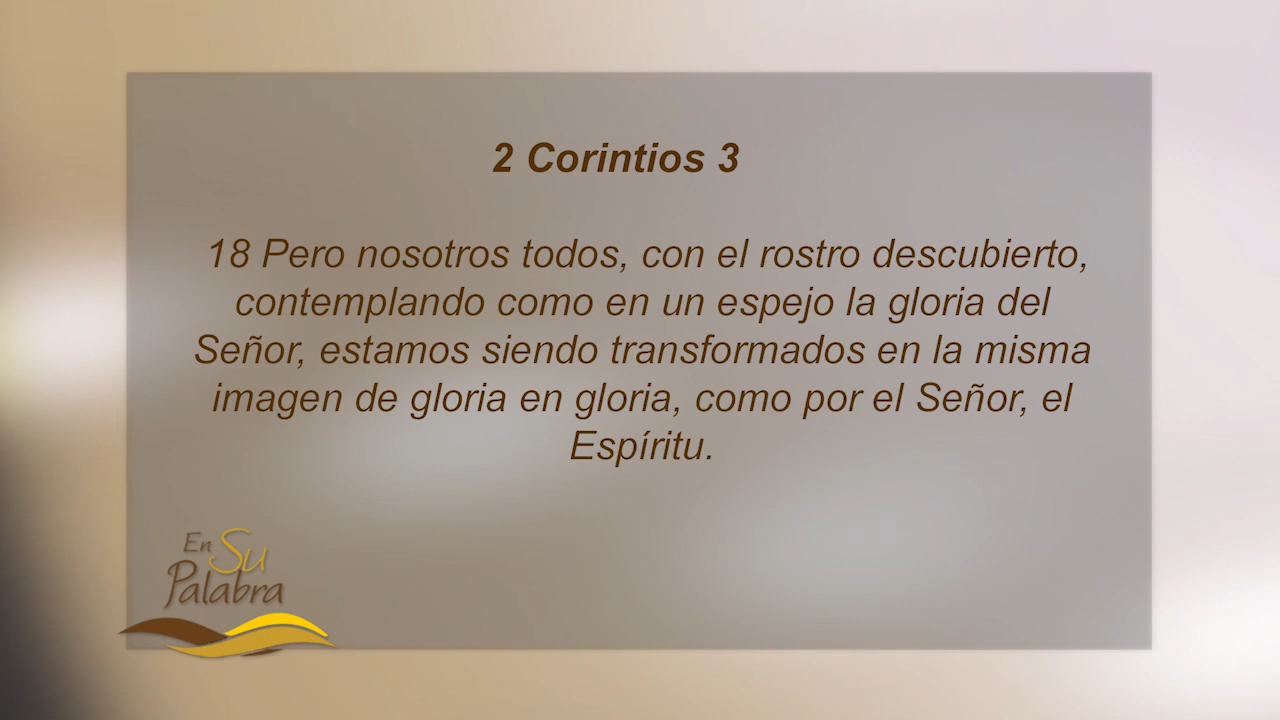 2 Corintios 3
18 Pero nosotros todos, con el rostro descubierto,
contemplando como en un espejo la gloria del
Señor, estamos siendo transformados en la misma
imagen de gloria en gloria, como por el Señor, el
Espíritu.
En Su
Palabra